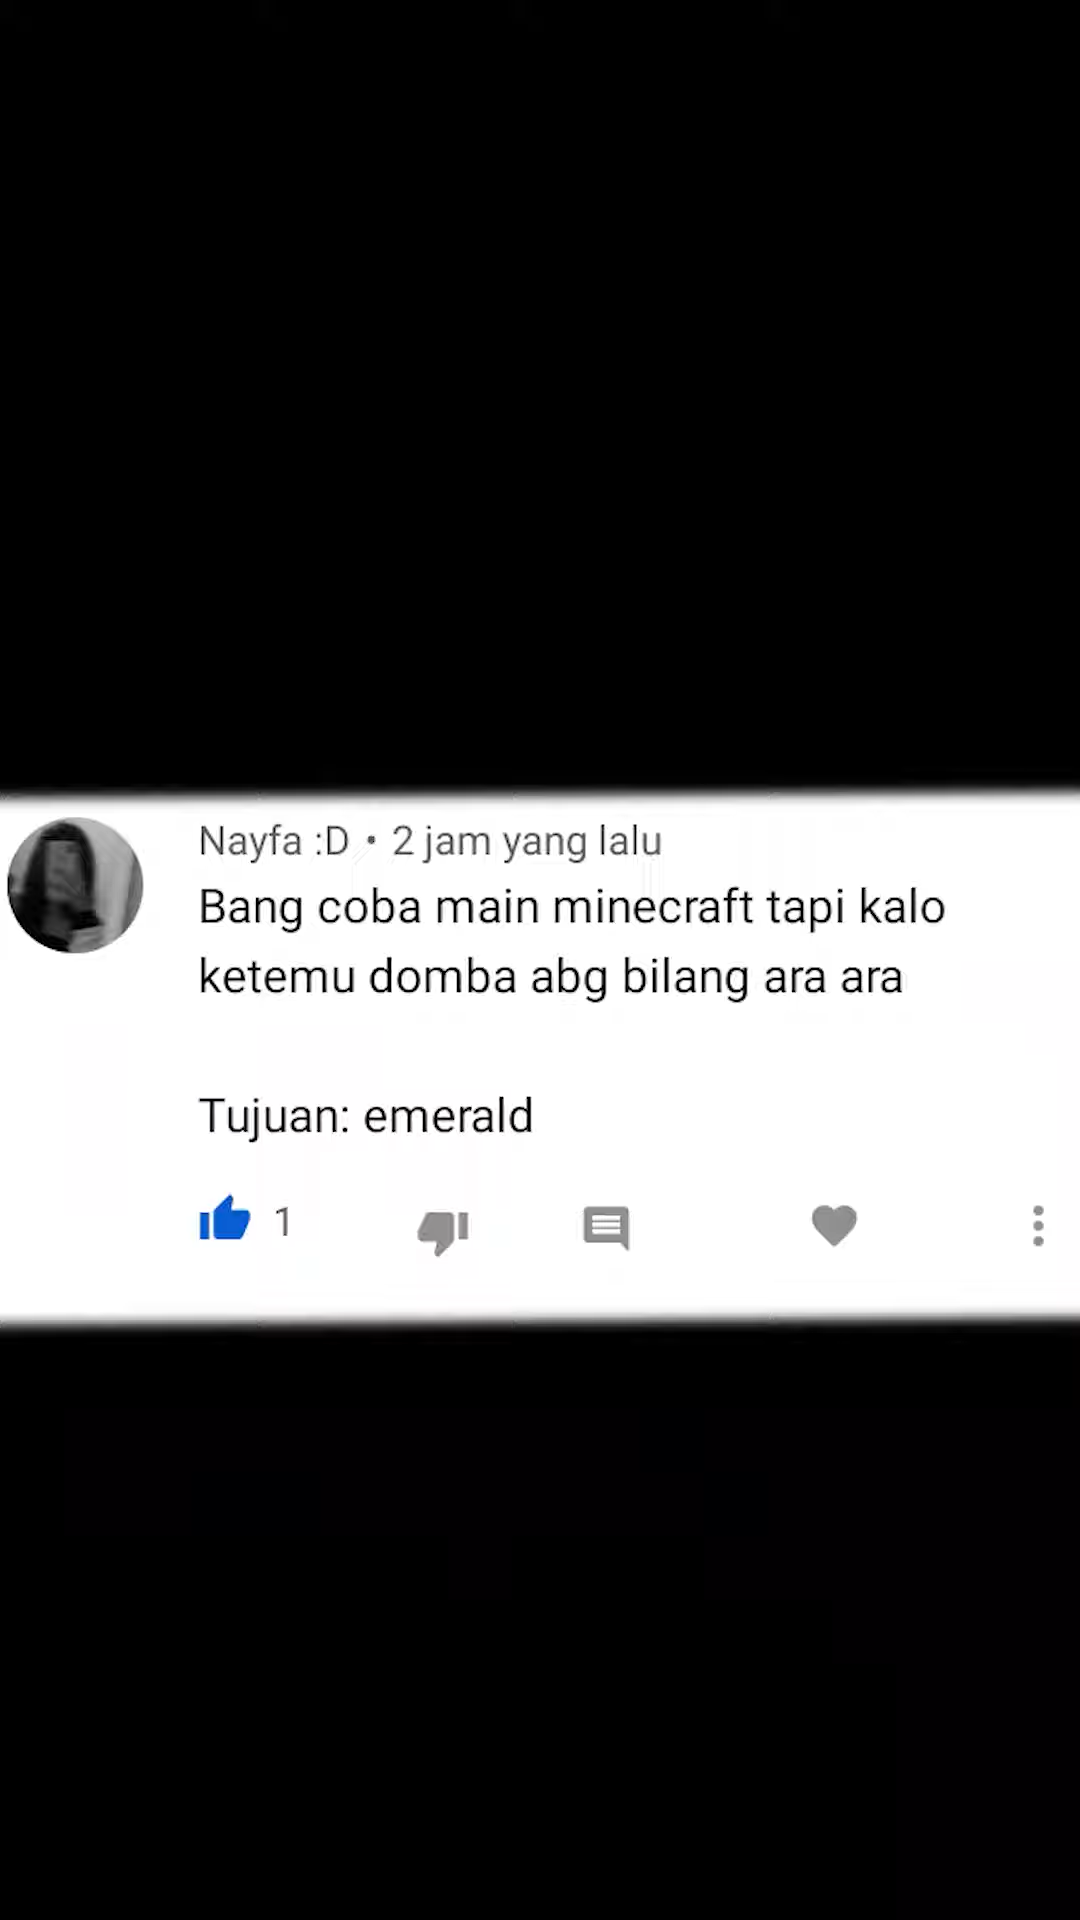 Nayfa :D • 2 jam yang lalu
Bang coba main minecraft tapi kalo
ketemu domba abg bilang ara ara
Tujuan: emerald
1